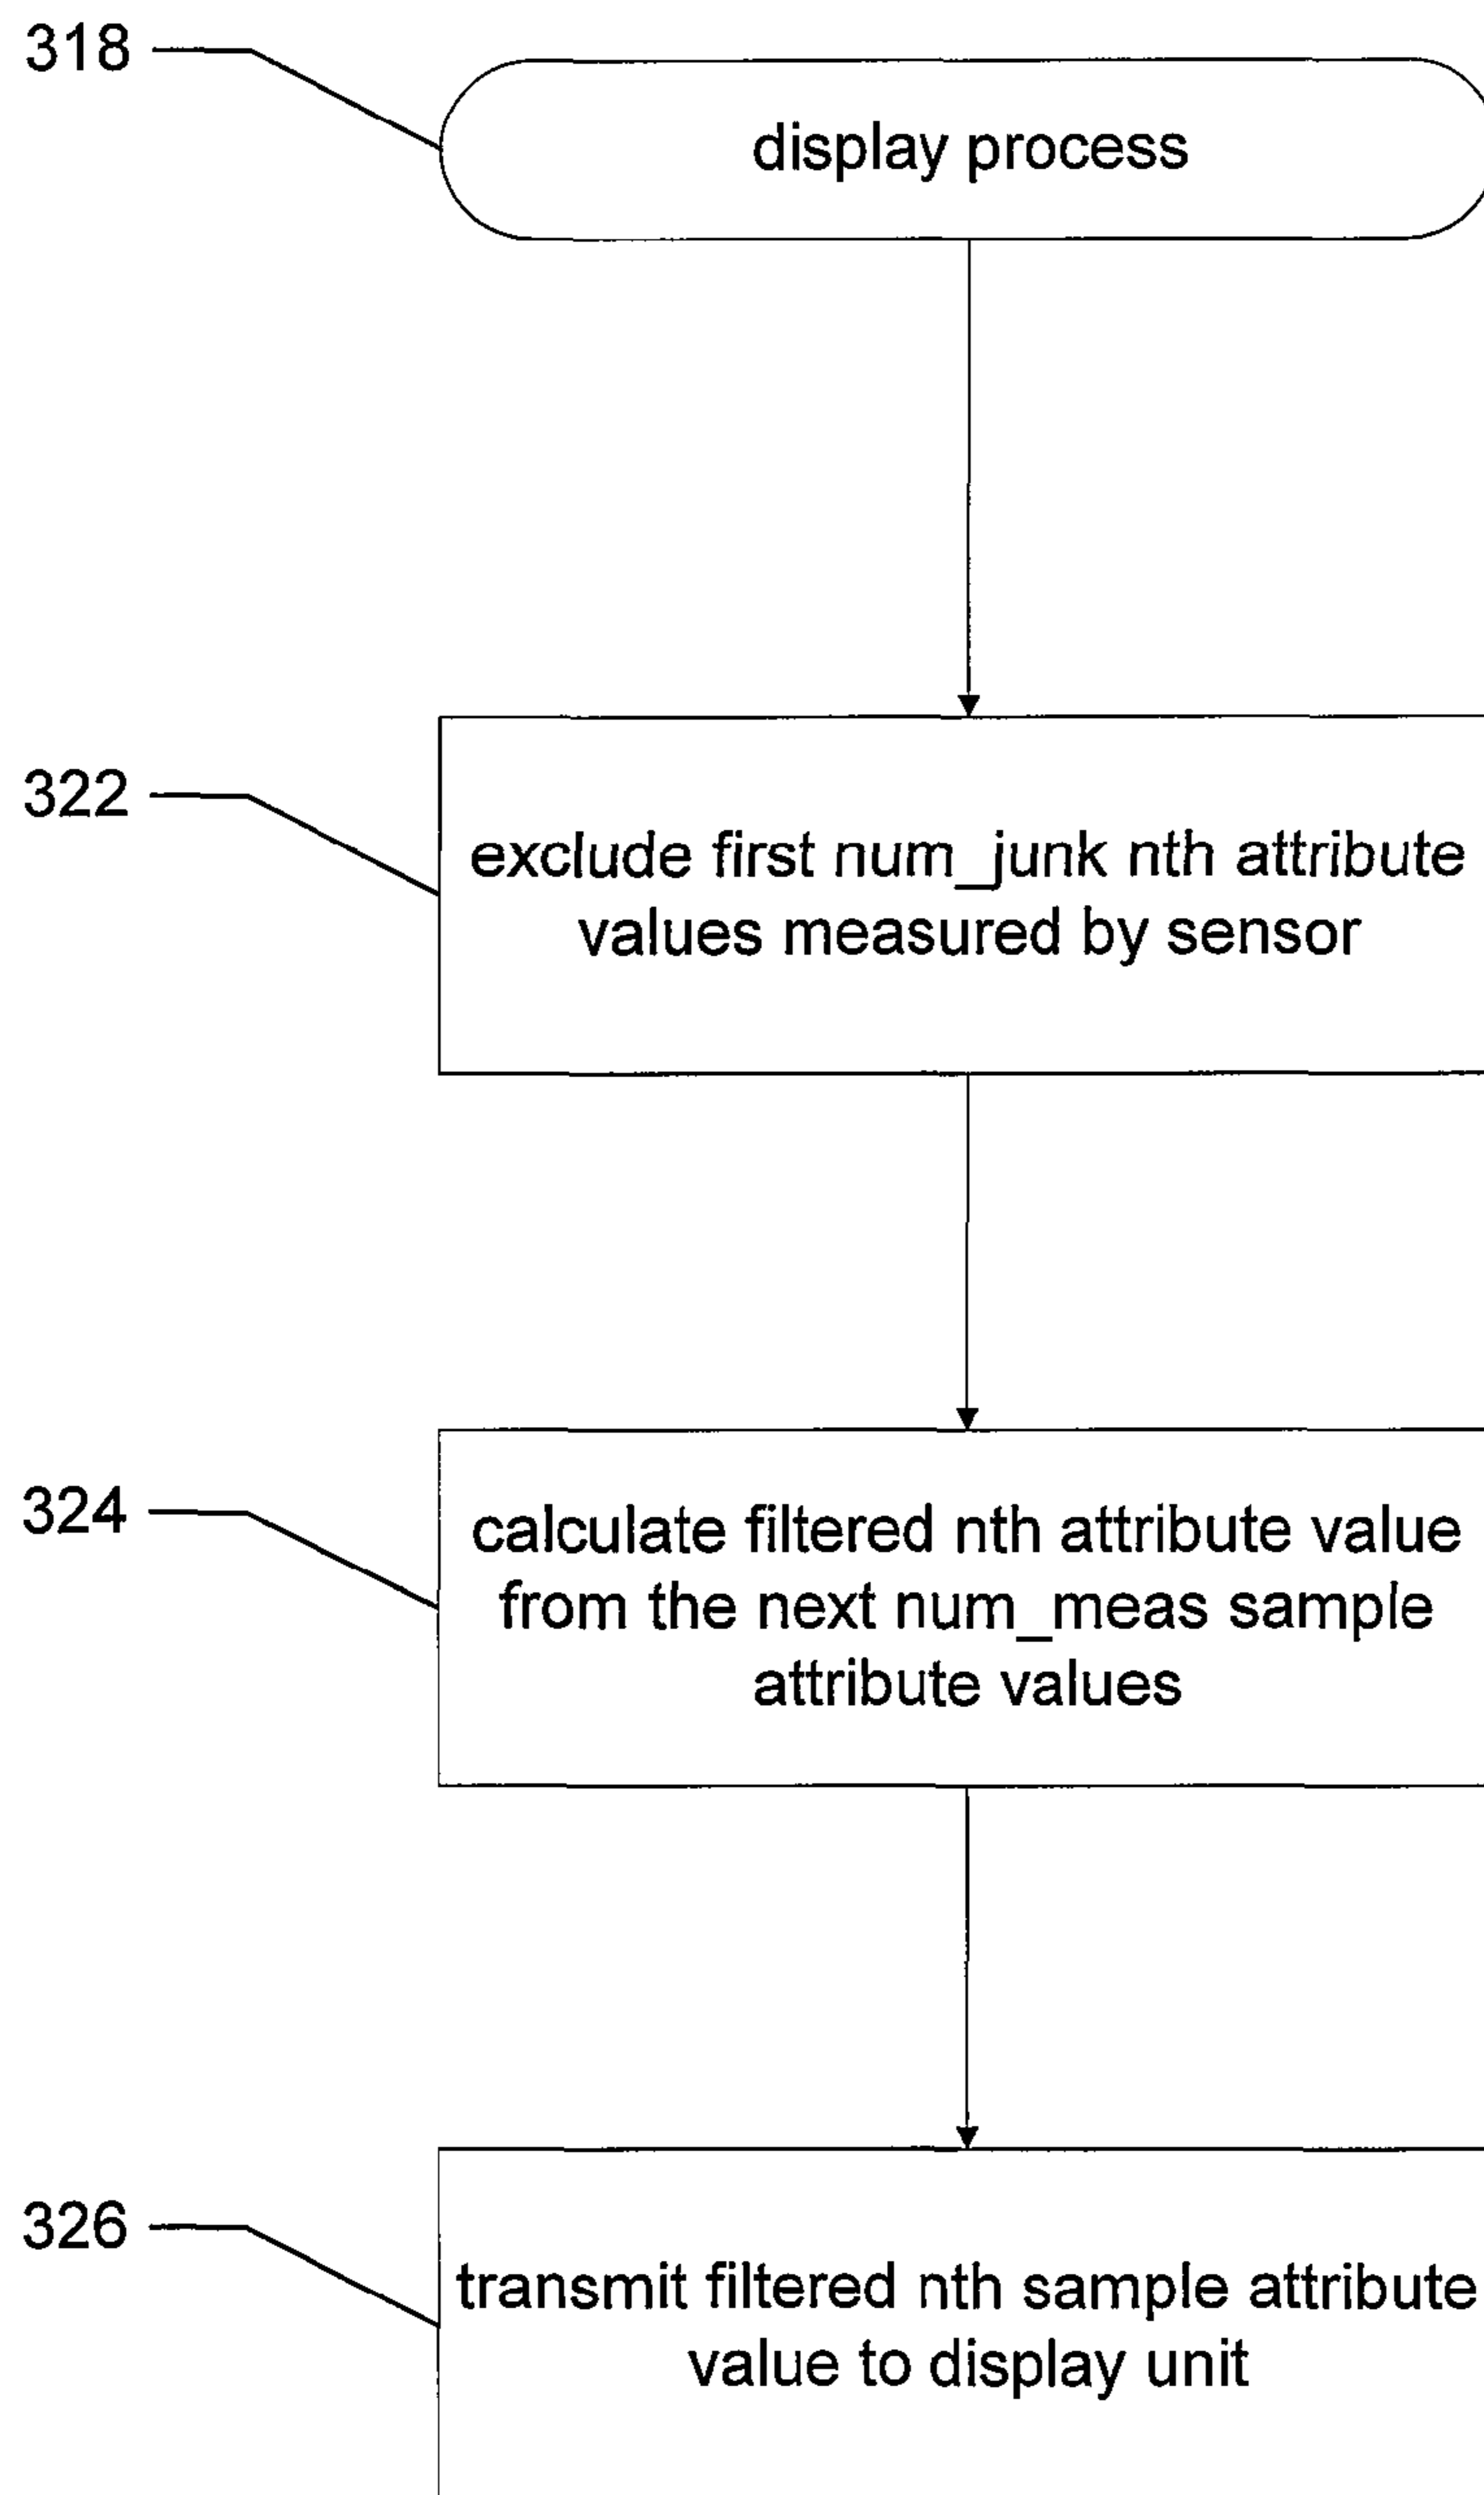 318
display process
322
exclude first num_junk nth attribute
values measured by sensor
324
calculate filtered nth attribute value
from the next num_meas sample
attribute values
326
transmit filtered nth sample attribute
value to display unit